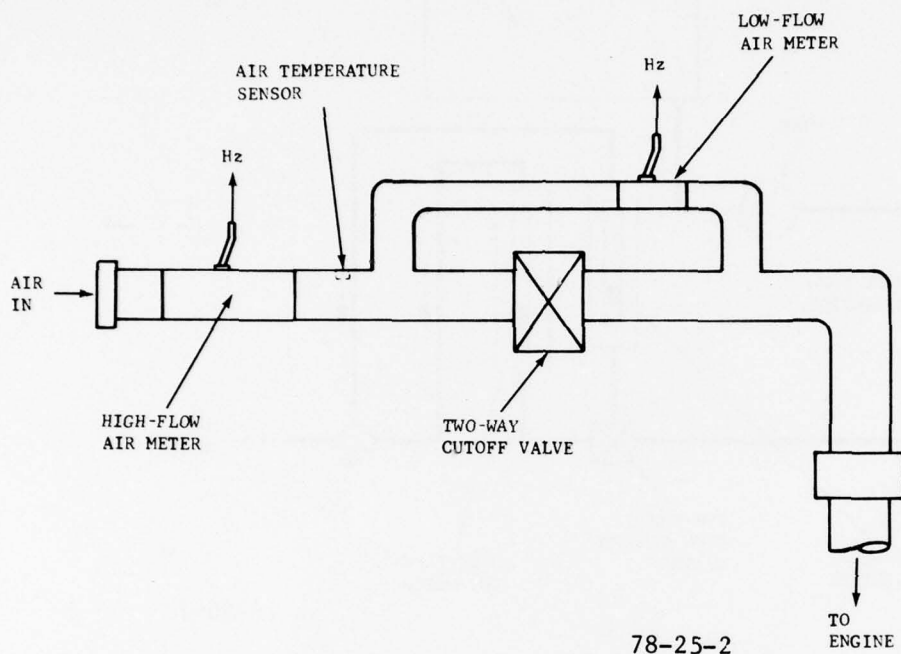 LOW-FLOW
AIR METER
AIR TEMPERATURE
SENSOR
Hz
Hz
AIR
IN
HIGH-FLOW
AIR METER
TWO-WAY
CUTOFF VALVE
TO
ENGINE
78-25-2